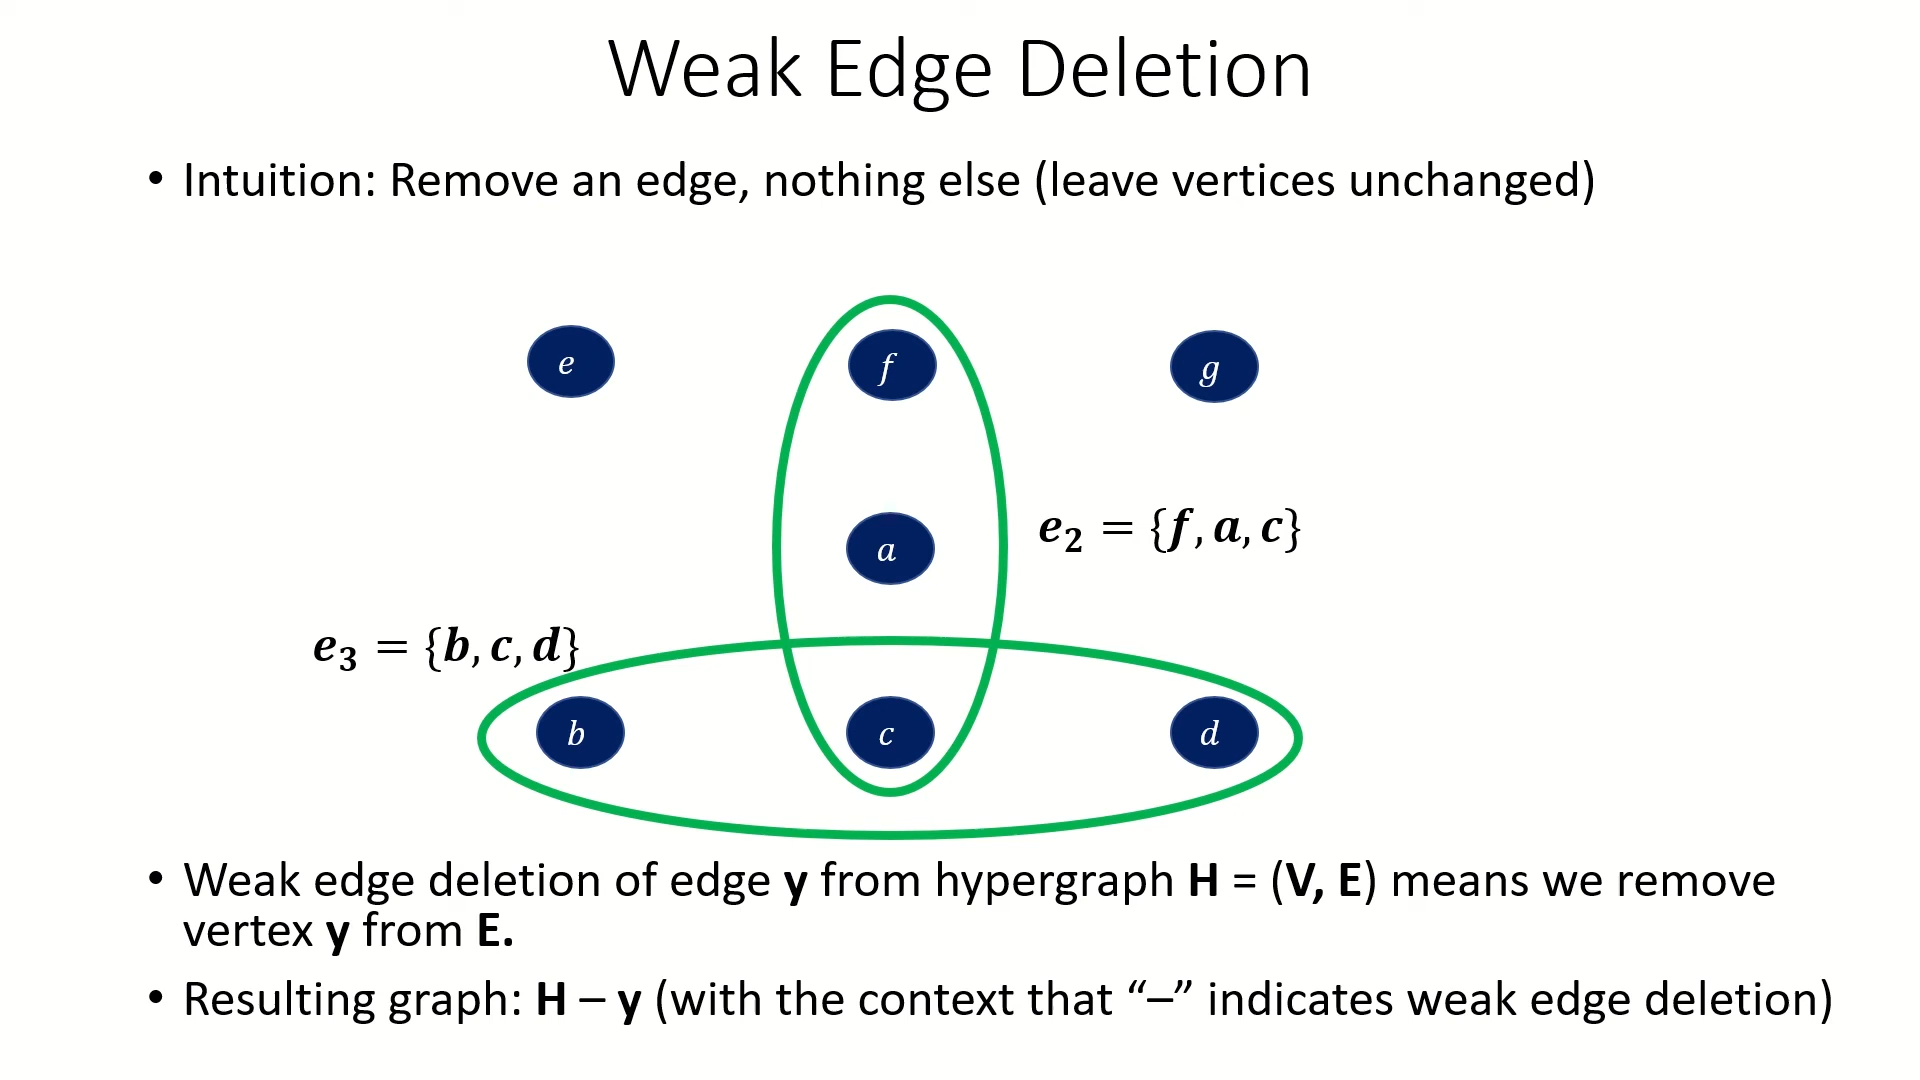 Weak Edge Deletion
• Intuition: Remove an edge, nothing else (leave vertices unchanged)
e
f
g
a
e₂ = {f, a, c}
e₃ = {b, c, d}
b
c
d
• Weak edge deletion of edge y from hypergraph H = (V, E) means we remove
vertex y from E.
• Resulting graph: H – y (with the context that “–” indicates weak edge deletion)